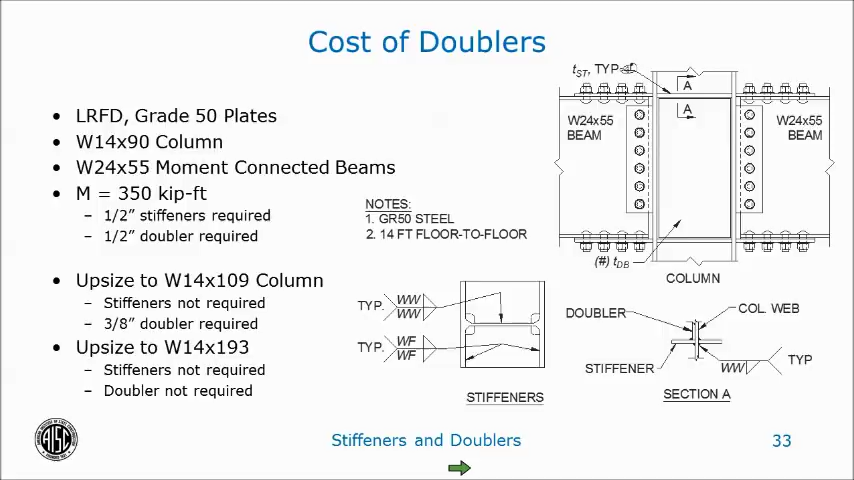 Cost of Doublers
• LRFD, Grade 50 Plates
• W14x90 Column
• W24x55 Moment Connected Beams
• M = 350 kip-ft
– 1/2” stiffeners required
– 1/2” doubler required
• Upsize to W14x109 Column
– Stiffeners not required
– 3/8” doubler required
• Upsize to W14x193
– Stiffeners not required
– Doubler not required
NOTES:
1. GR50 STEEL
2. 14 FT FLOOR-TO-FLOOR
tST, TYP
A
A
W24x55
BEAM
W24x55
BEAM
(#) tDB
COLUMN
TYP.
WW
WW
TYP.
WF
WF
STIFFENERS
DOUBLER
COL. WEB
STIFFENER
WW
TYP
SECTION A
AISC
Stiffeners and Doublers
33